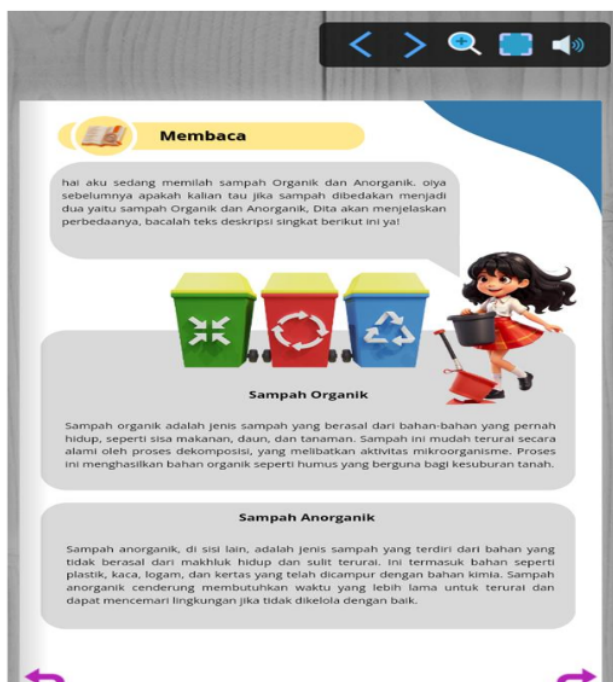 Membaca
hai aku sedang memilah sampah Organik dan Anorganik. oiya
sebelumnya apakah kalian tau jika sampah dibedakan menjadi
dua yaitu sampah Organik dan Anorganik, Dita akan menjelaskan
perbedaanya, bacalah teks deskripsi singkat berikut ini ya!
Sampah Organik
Sampah organik adalah jenis sampah yang berasal dari bahan-bahan yang pernah
hidup, seperti sisa makanan, daun, dan tanaman. Sampah ini mudah terurai secara
alami oleh proses dekomposisi, yang melibatkan aktivitas mikroorganisme. Proses
ini menghasilkan bahan organik seperti humus yang berguna bagi kesuburan tanah.
Sampah Anorganik
Sampah anorganik, di sisi lain, adalah jenis sampah yang terdiri dari bahan yang
tidak berasal dari makhluk hidup dan sulit terurai. Ini termasuk bahan seperti
plastik, kaca, logam, dan kertas yang telah dicampur dengan bahan kimia. Sampah
anorganik cenderung membutuhkan waktu yang lebih lama untuk terurai dan
dapat mencemari lingkungan jika tidak dikelola dengan baik.